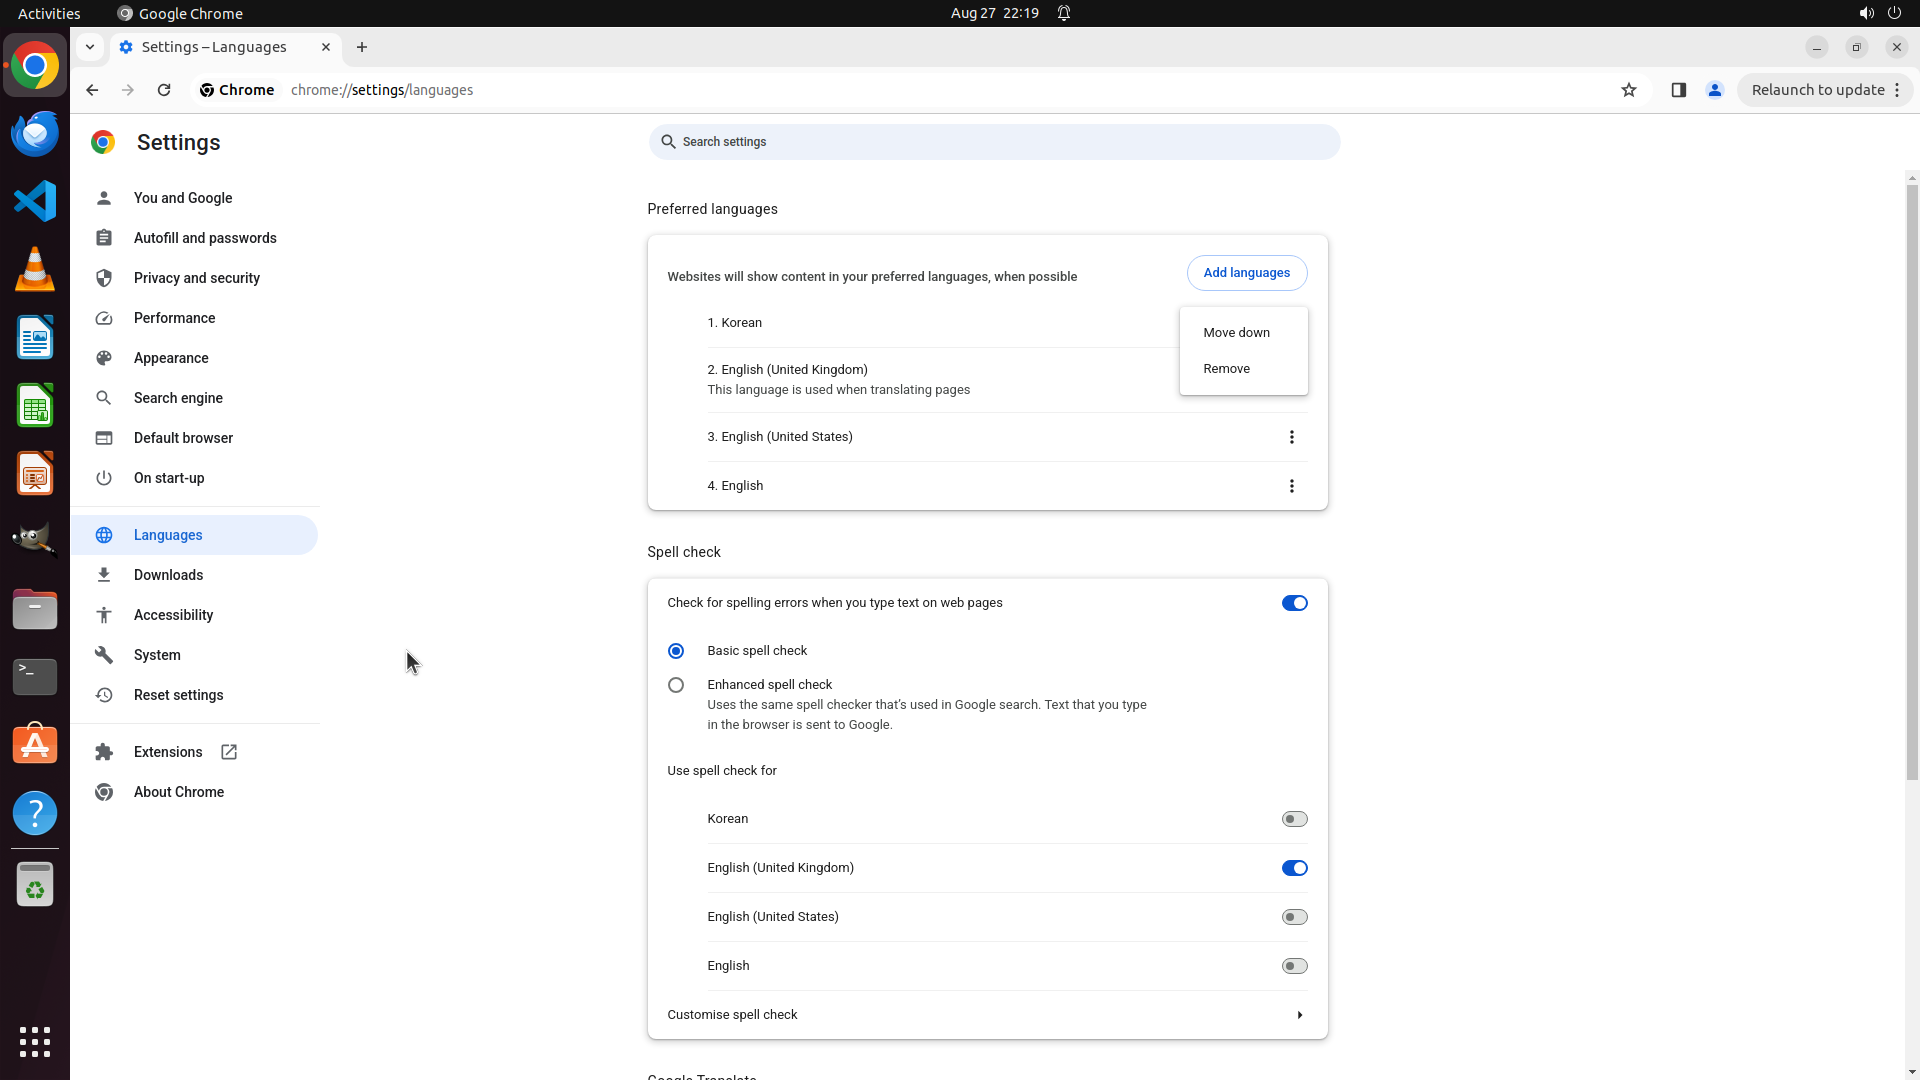 Activities
Google Chrome
Aug 27 22:19
Settings – Languages
Chrome
chrome://settings/languages
Relaunch to update
Settings
Search settings
You and Google
Autofill and passwords
Privacy and security
Performance
Appearance
Search engine
Default browser
On start-up
Languages
Downloads
Accessibility
System
Reset settings
Extensions
About Chrome
Preferred languages
Websites will show content in your preferred languages, when possible
Add languages
1. Korean
Move down
Remove
2. English (United Kingdom)
This language is used when translating pages
3. English (United States)
4. English
Spell check
Check for spelling errors when you type text on web pages
Basic spell check
Enhanced spell check
Uses the same spell checker that's used in Google search. Text that you type
in the browser is sent to Google.
Use spell check for
Korean
English (United Kingdom)
English (United States)
English
Customise spell check
Google Translate